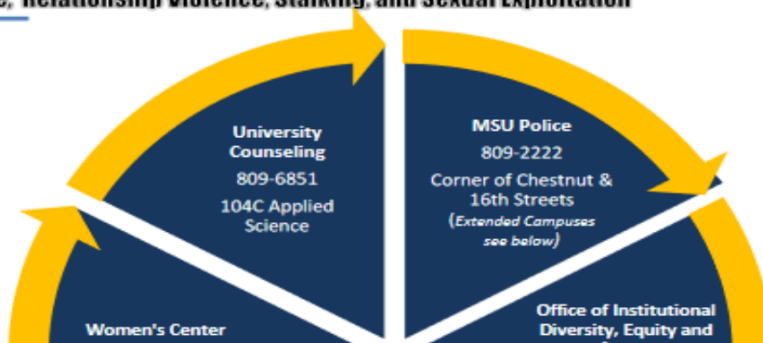 Relationship Violence, Stalking, and Sexual Exploitation
University
Counseling
809-6851
104C Applied
Science
MSU Police
809-2222
Corner of Chestnut &
16th Streets
(Extended Campuses
see below)
Women's Center
Office of Institutional
Diversity, Equity and